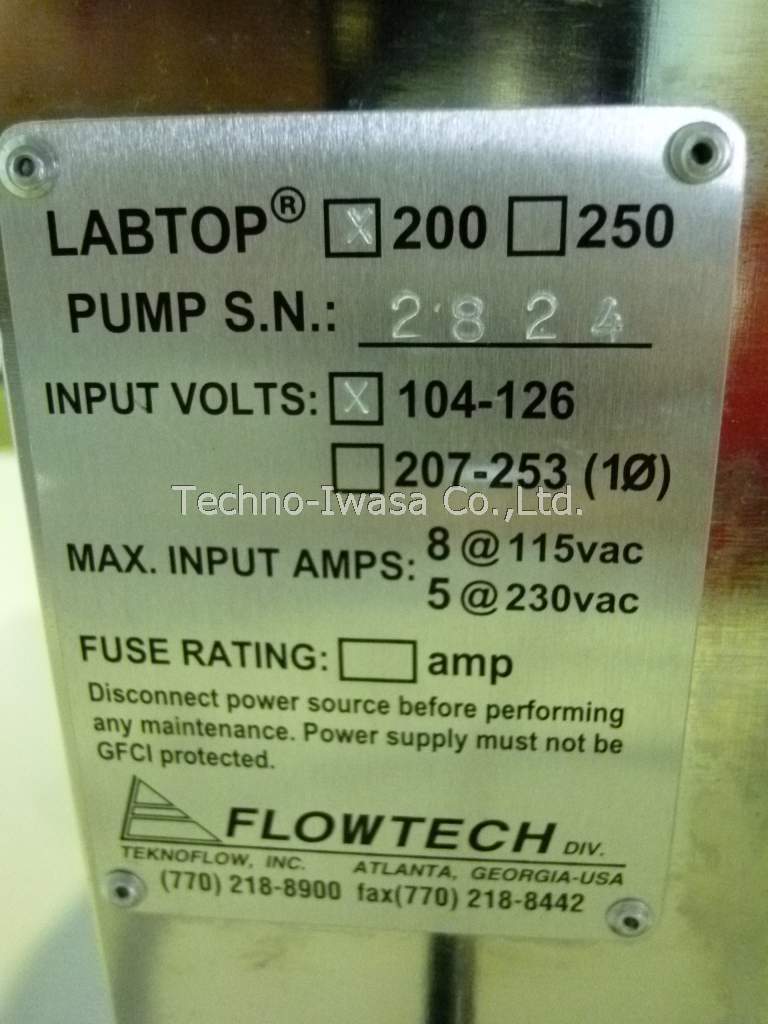 LABTOP® ☒ 200 ☐ 250
PUMP S.N.: 2824
INPUT VOLTS: ☒ 104-126
☐ 207-253 (1Ø)
Techno-Iwasa Co.,Ltd.
MAX. INPUT AMPS: 8 @ 115vac
5 @ 230vac
FUSE RATING: ☐ amp
Disconnect power source before performing
any maintenance. Power supply must not be
GFCI protected.
FLOWTECH DIV.
TEKNOFLOW, INC. ATLANTA, GEORGIA-USA
(770) 218-8900 fax(770) 218-8442